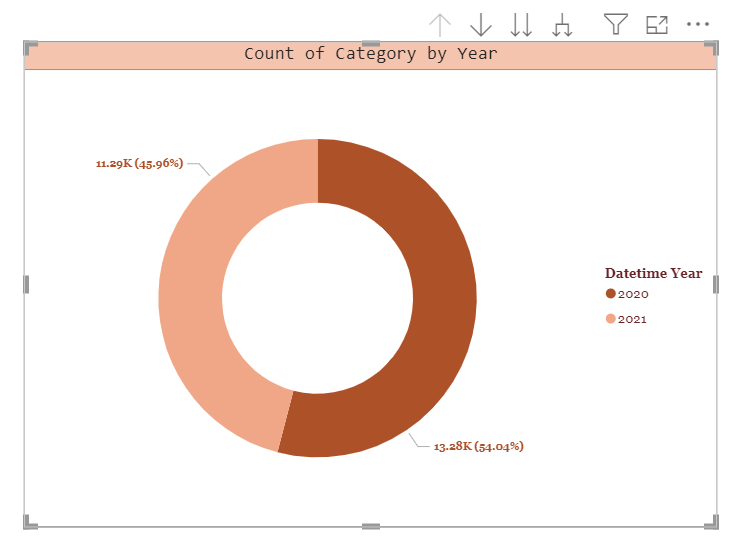 Count of Category by Year
11.29K (45.96%)
Datetime Year
2020
2021
13.28K (54.04%)